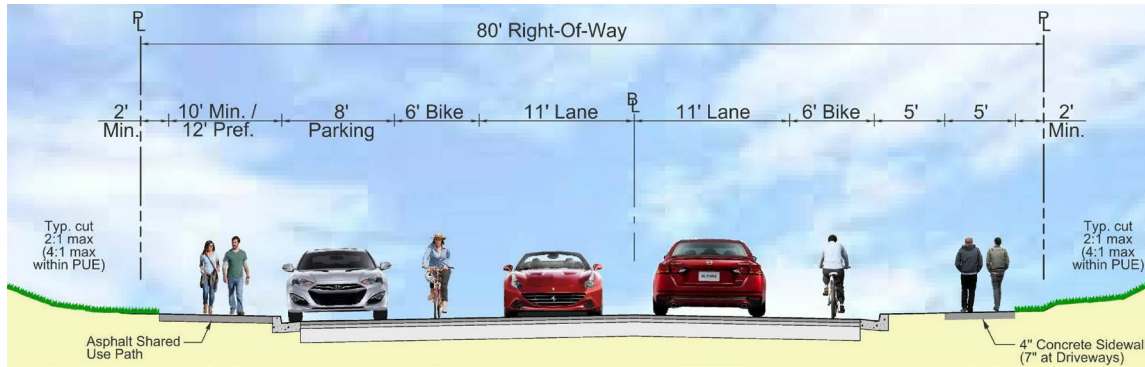 PL
PL
80' Right-Of-Way
2'
Min.
10' Min. /
12' Pref.
8'
Parking
6' Bike
11' Lane
BL
11' Lane
6' Bike
5'
5'
2'
Min.
Typ. cut
2:1 max
(4:1 max
within PUE)
Typ. cut
2:1 max
(4:1 max
within PUE)
Asphalt Shared
Use Path
4" Concrete Sidewal
(7" at Driveways)